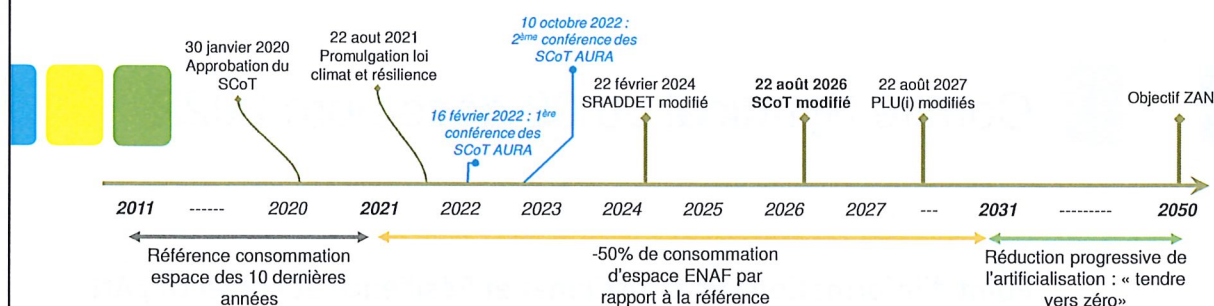 30 janvier 2020
Approbation du
SCoT
22 aout 2021
Promulgation loi
climat et résilience
16 février 2022 : 1ère
conférence des
SCoT AURA
10 octobre 2022 :
2ème conférence des
SCoT AURA
22 février 2024
SRADDET modifié
22 août 2026
SCoT modifié
22 août 2027
PLU(i) modifiés
Objectif ZAN
2011 ------ 2020 2021 2022 2023 2024 2025 2026 2027 --- 2031 --------- 2050
Référence consommation
espace des 10 dernières
années
-50% de consommation
d'espace ENAF par
rapport à la référence
Réduction progressive de
l'artificialisation : « tendre
vers zéro»